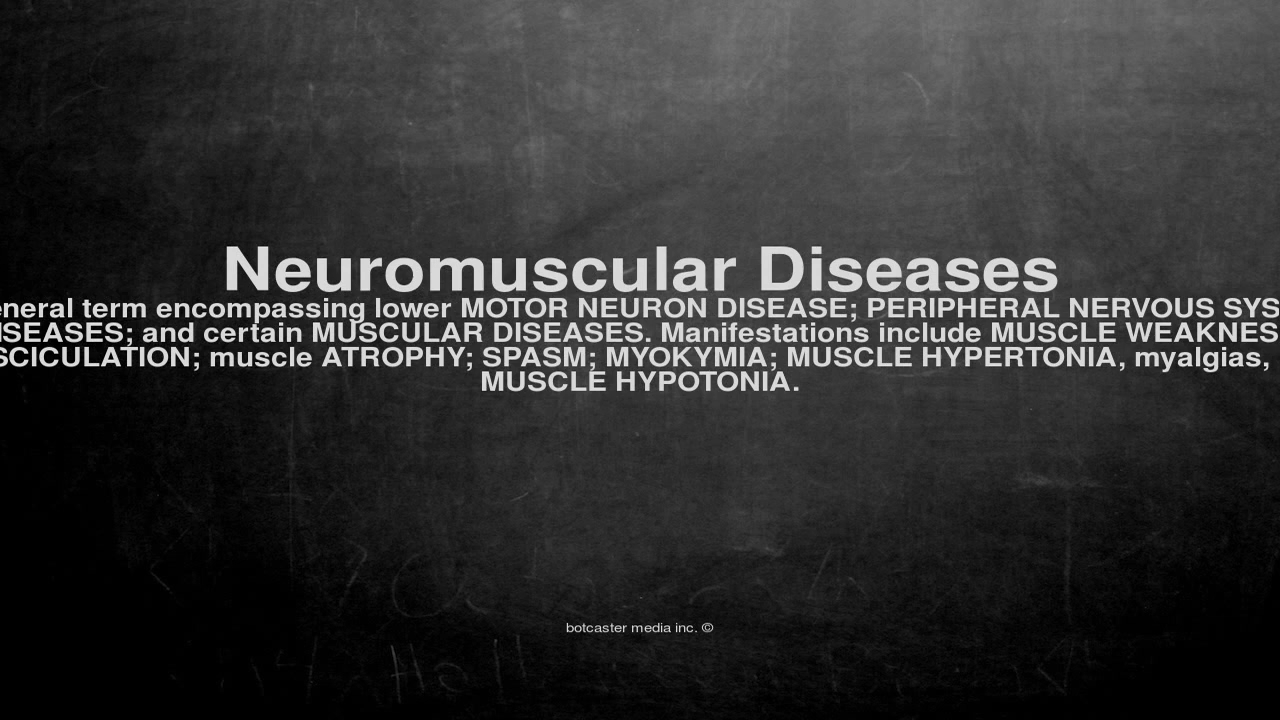 Neuromuscular Diseases
eneral term encompassing lower MOTOR NEURON DISEASE; PERIPHERAL NERVOUS SYS
ISEASES; and certain MUSCULAR DISEASES. Manifestations include MUSCLE WEAKNES
SCICULATION; muscle ATROPHY; SPASM; MYOKYMIA; MUSCLE HYPERTONIA, myalgias,
MUSCLE HYPOTONIA.
botcaster media inc. ©